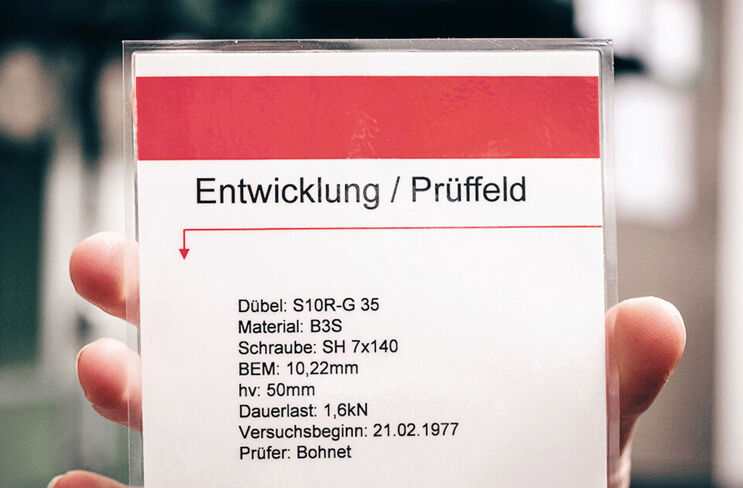 Entwicklung / Prüffeld
Dübel: S10R-G 35
Material: B3S
Schraube: SH 7x140
BEM: 10,22mm
hv: 50mm
Dauerlast: 1,6kN
Versuchsbeginn: 21.02.1977
Prüfer: Bohnet